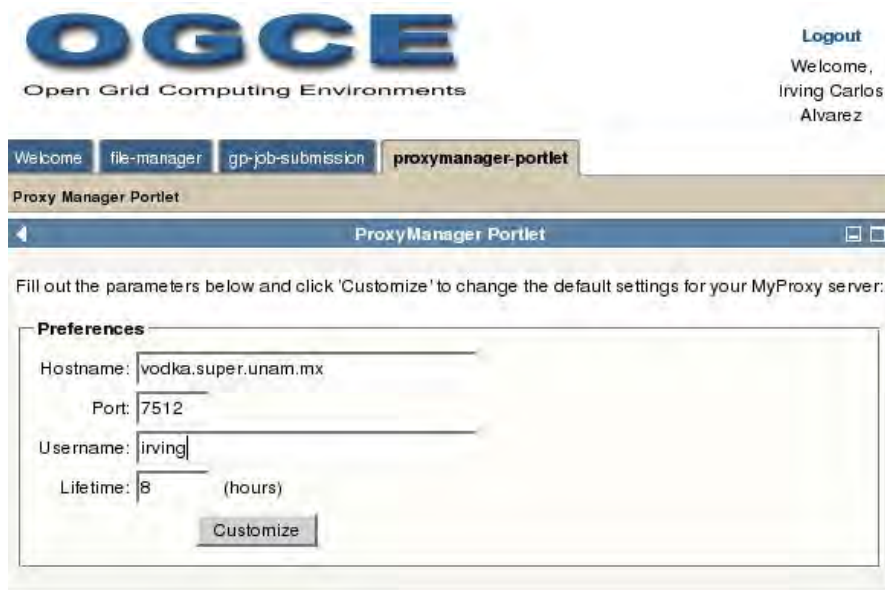 OGCE
Open Grid Computing Environments
Logout
Welcome,
Irving Carlos
Alvarez
Welcome file-manager gp-job-submission proxymanager-portlet
Proxy Manager Portlet
ProxyManager Portlet
Fill out the parameters below and click 'Customize' to change the default settings for your MyProxy server:
Preferences
Hostname: vodka.super.unam.mx
Port: 7512
Username: irving
Lifetime: 8 (hours)
Customize